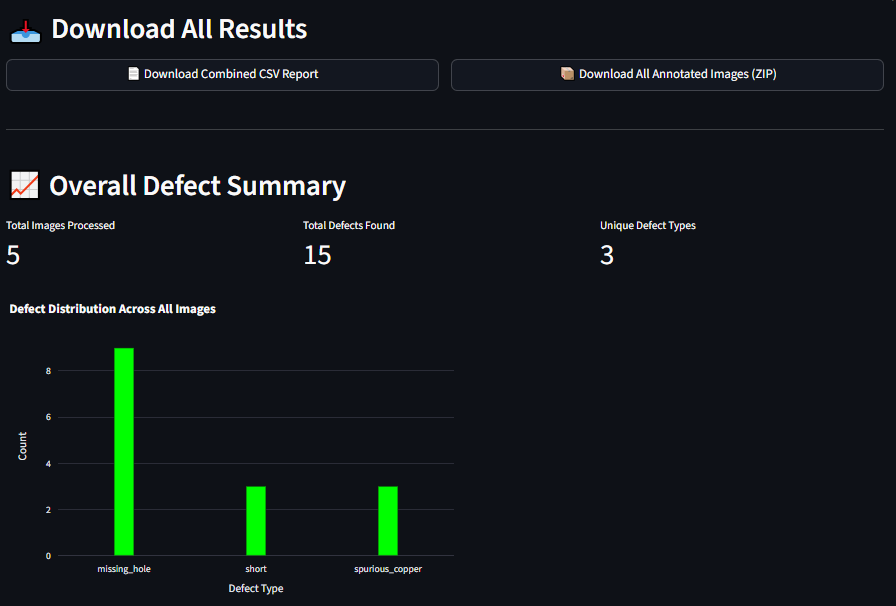 Download All Results
Download Combined CSV Report
Download All Annotated Images (ZIP)
Overall Defect Summary
Total Images Processed
5
Total Defects Found
15
Unique Defect Types
3
Defect Distribution Across All Images
Count
8
6
4
2
0
missing_hole
short
spurious_copper
Defect Type